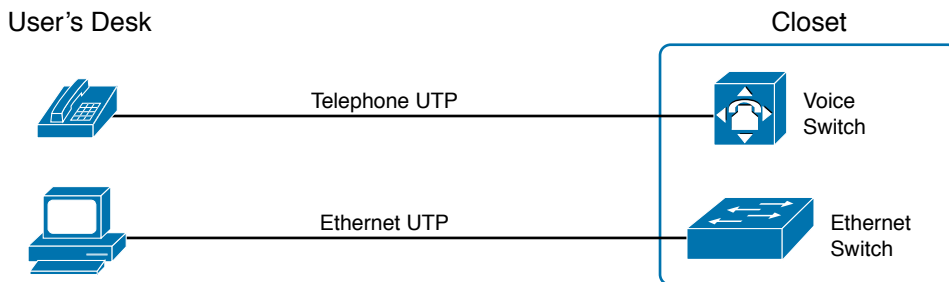 User's Desk
Closet
Telephone UTP
Voice
Switch
Ethernet UTP
Ethernet
Switch